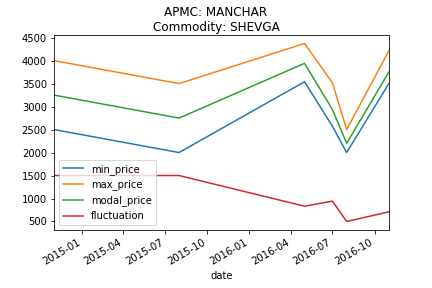 APMC: MANCHAR
Commodity: SHEVGA
4500
4000
3500
3000
2500
2000
1500
1000
500
min_price
max_price
modal_price
fluctuation
2015-01
2015-04
2015-07
2015-10
2016-01
2016-04
2016-07
2016-10
date